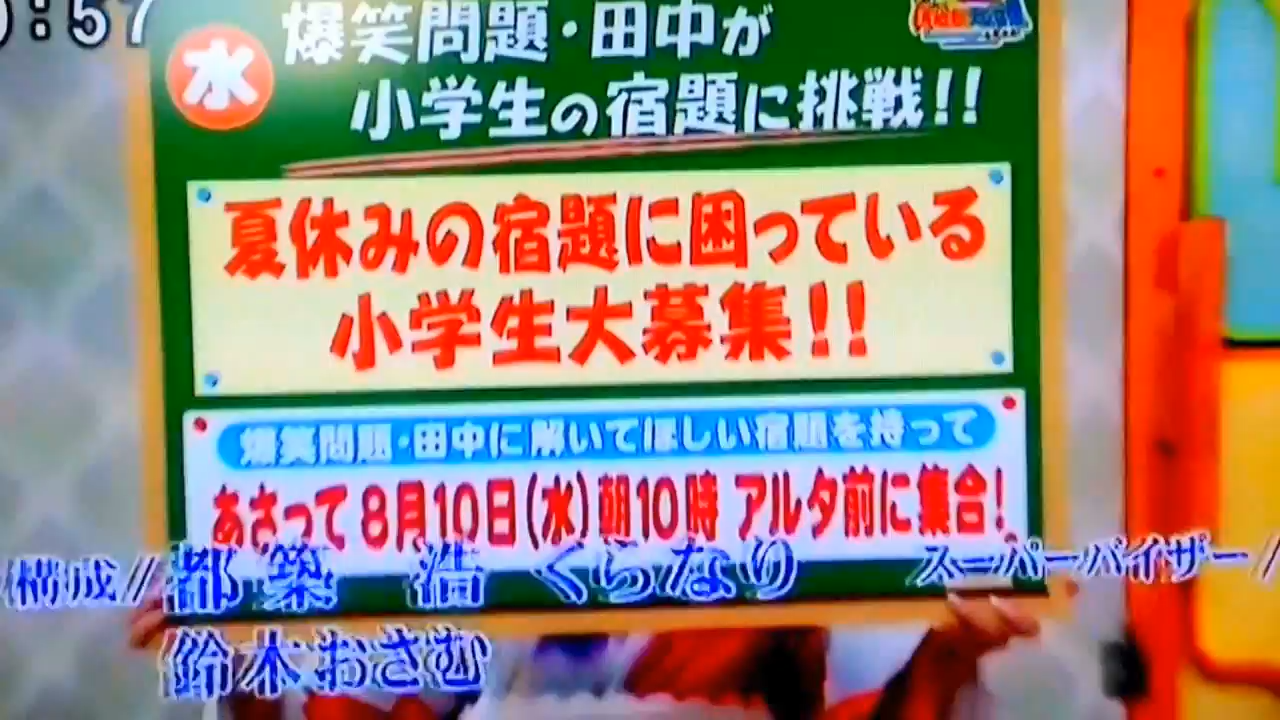 :57
水
爆笑問題・田中が
小学生の宿題に挑戦!!
夏休みの宿題に困っている
小学生大募集!!
爆笑問題・田中に解いてほしい宿題を持って
あさって8月10日(水)朝10時 アルタ前に集合!
構成/都築 浩 くらなり スーパーバイザー/
鈴木おさむ